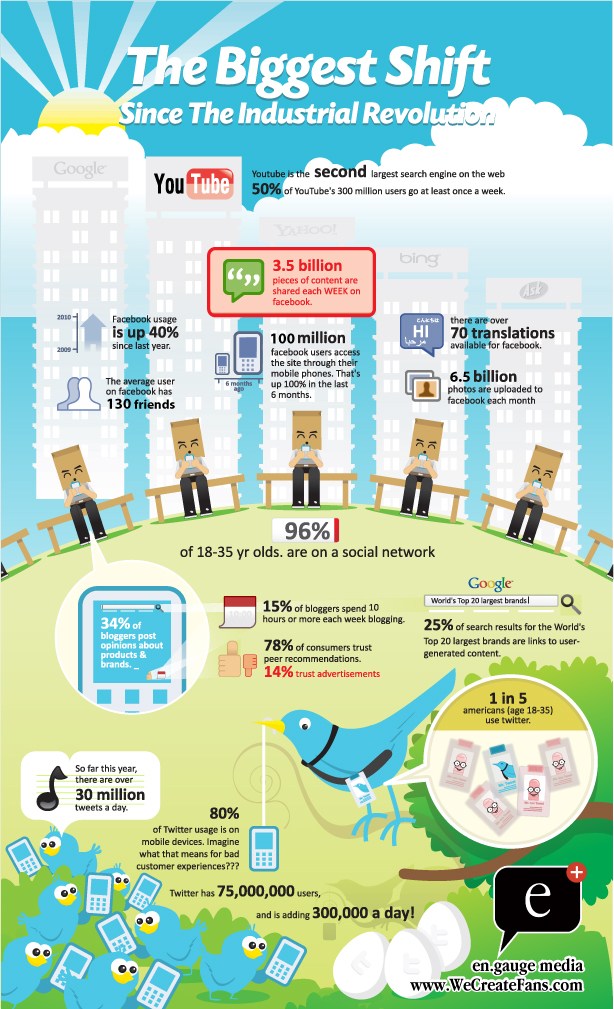 The Biggest Shift
Since The Industrial Revolution
Google
You Tube
Youtube is the second largest search engine on the web
50% of YouTube's 300 million users go at least once a week.
YAHOO!
bing
Ask
3.5 billion
pieces of content are
shared each WEEK on
facebook.
2010
2009
Facebook usage
is up 40%
since last year.
The average user
on facebook has
130 friends
6 months
ago
100 million
facebook users access
the site through their
mobile phones. That's
up 100% in the last
6 months.
HI
مرحبا
there are over
70 translations
available for facebook.
6.5 billion
photos are uploaded to
facebook each month
96%
of 18-35 yr olds. are on a social network
34% of
bloggers post
opinions about
products &
brands. _
15% of bloggers spend 10
hours or more each week blogging.
78% of consumers trust
peer recommendations.
14% trust advertisements
Google
World's Top 20 largest brands
25% of search results for the World's
Top 20 largest brands are links to user-
generated content.
1 in 5
americans (age 18-35)
use twitter.
So far this year,
there are over
30 million
tweets a day.
80%
of Twitter usage is on
mobile devices. Imagine
what that means for bad
customer experiences???
Twitter has 75,000,000 users,
and is adding 300,000 a day!
t
t
t
e
+
en.gauge media
www.WeCreateFans.com